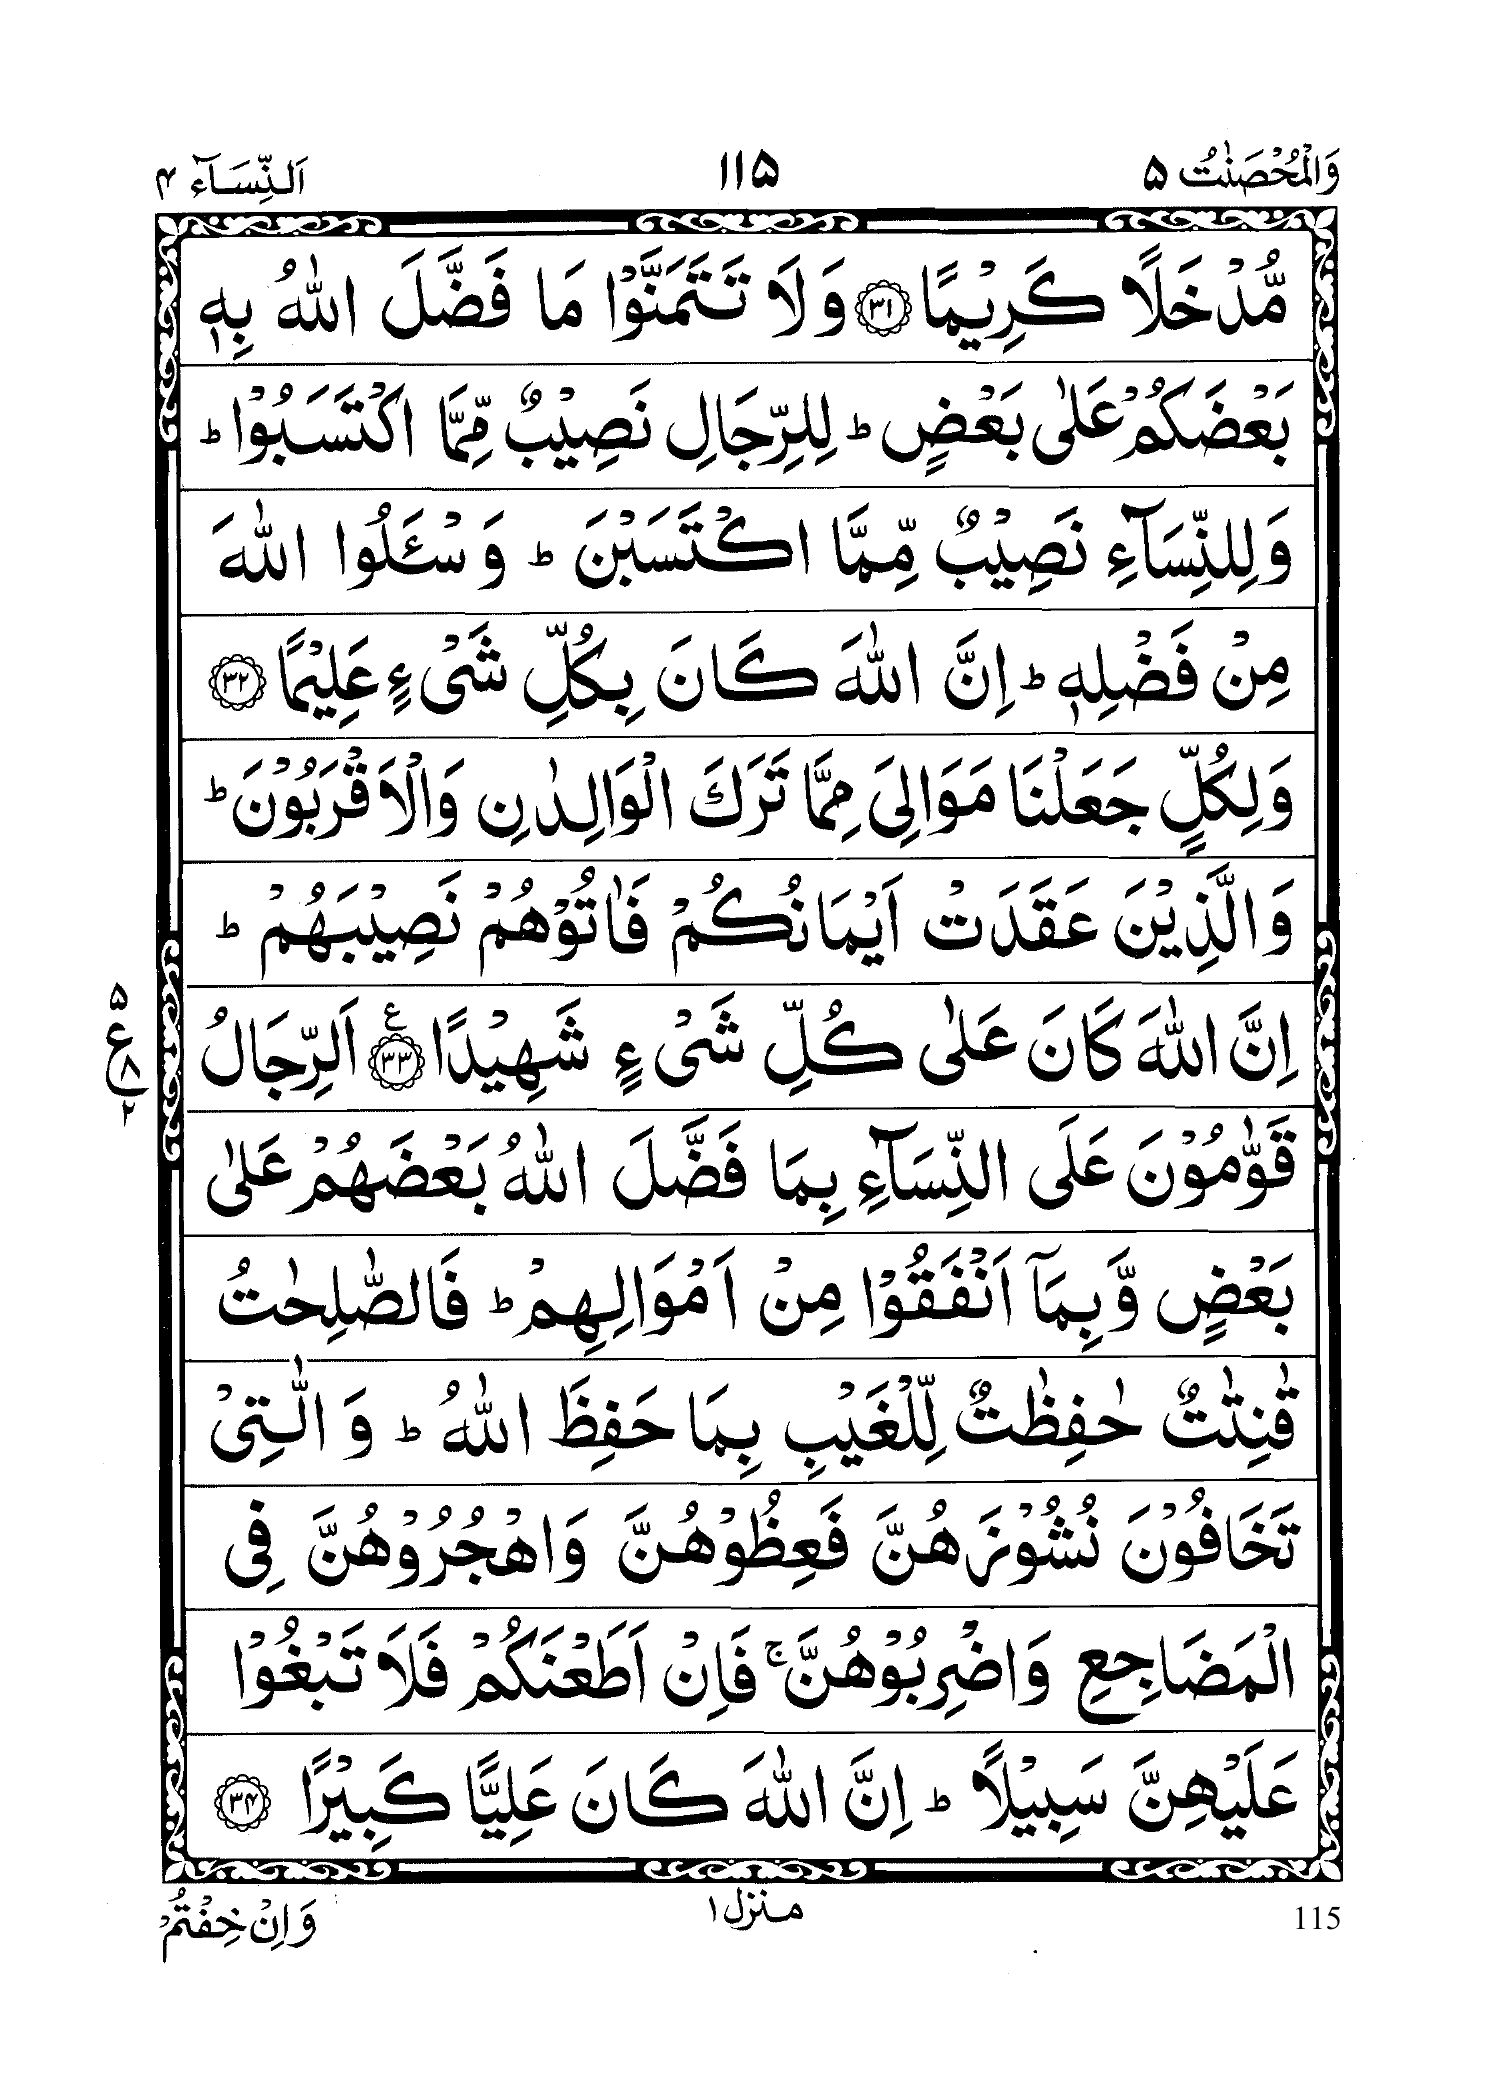 وَالْمُحْصَنٰتُ ۵
۱۱۵
اَلنِّسَآء ۴
مُّدْخَلًا كَرِيْمًا ۝۳۱ وَلَا تَتَمَنَّوْا مَا فَضَّلَ اللّٰهُ بِهٖ
بَعْضَكُمْ عَلٰى بَعْضٍ ؕ لِلرِّجَالِ نَصِيْبٌ مِّمَّا اكْتَسَبُوْا ؕ
وَلِلنِّسَآءِ نَصِيْبٌ مِّمَّا اكْتَسَبْنَ ؕ وَسْـَٔلُوا اللّٰهَ
مِنْ فَضْلِهٖ ؕ اِنَّ اللّٰهَ كَانَ بِكُلِّ شَىْءٍ عَلِيْمًا ۝۳۲
وَلِكُلٍّ جَعَلْنَا مَوَالِىَ مِمَّا تَرَكَ الْوَالِدٰنِ وَالْاَقْرَبُوْنَ ؕ
وَالَّذِيْنَ عَقَدَتْ اَيْمَانُكُمْ فَاٰتُوْهُمْ نَصِيْبَهُمْ ؕ
اِنَّ اللّٰهَ كَانَ عَلٰى كُلِّ شَىْءٍ شَهِيْدًا ۝۳۳ ع اَلرِّجَالُ
۵
ع
۸
۲
قَوّٰمُوْنَ عَلَى النِّسَآءِ بِمَا فَضَّلَ اللّٰهُ بَعْضَهُمْ عَلٰى
بَعْضٍ وَّبِمَآ اَنْفَقُوْا مِنْ اَمْوَالِهِمْ ؕ فَالصّٰلِحٰتُ
قٰنِتٰتٌ حٰفِظٰتٌ لِّلْغَيْبِ بِمَا حَفِظَ اللّٰهُ ؕ وَالّٰتِىْ
تَخَافُوْنَ نُشُوْزَهُنَّ فَعِظُوْهُنَّ وَاهْجُرُوْهُنَّ فِى
الْمَضَاجِعِ وَاضْرِبُوْهُنَّ ۚ فَاِنْ اَطَعْنَكُمْ فَلَا تَبْغُوْا
عَلَيْهِنَّ سَبِيْلًا ؕ اِنَّ اللّٰهَ كَانَ عَلِيًّا كَبِيْرًا ۝۳۴
115
منزل ۱
وَاِنْ خِفْتُمْ